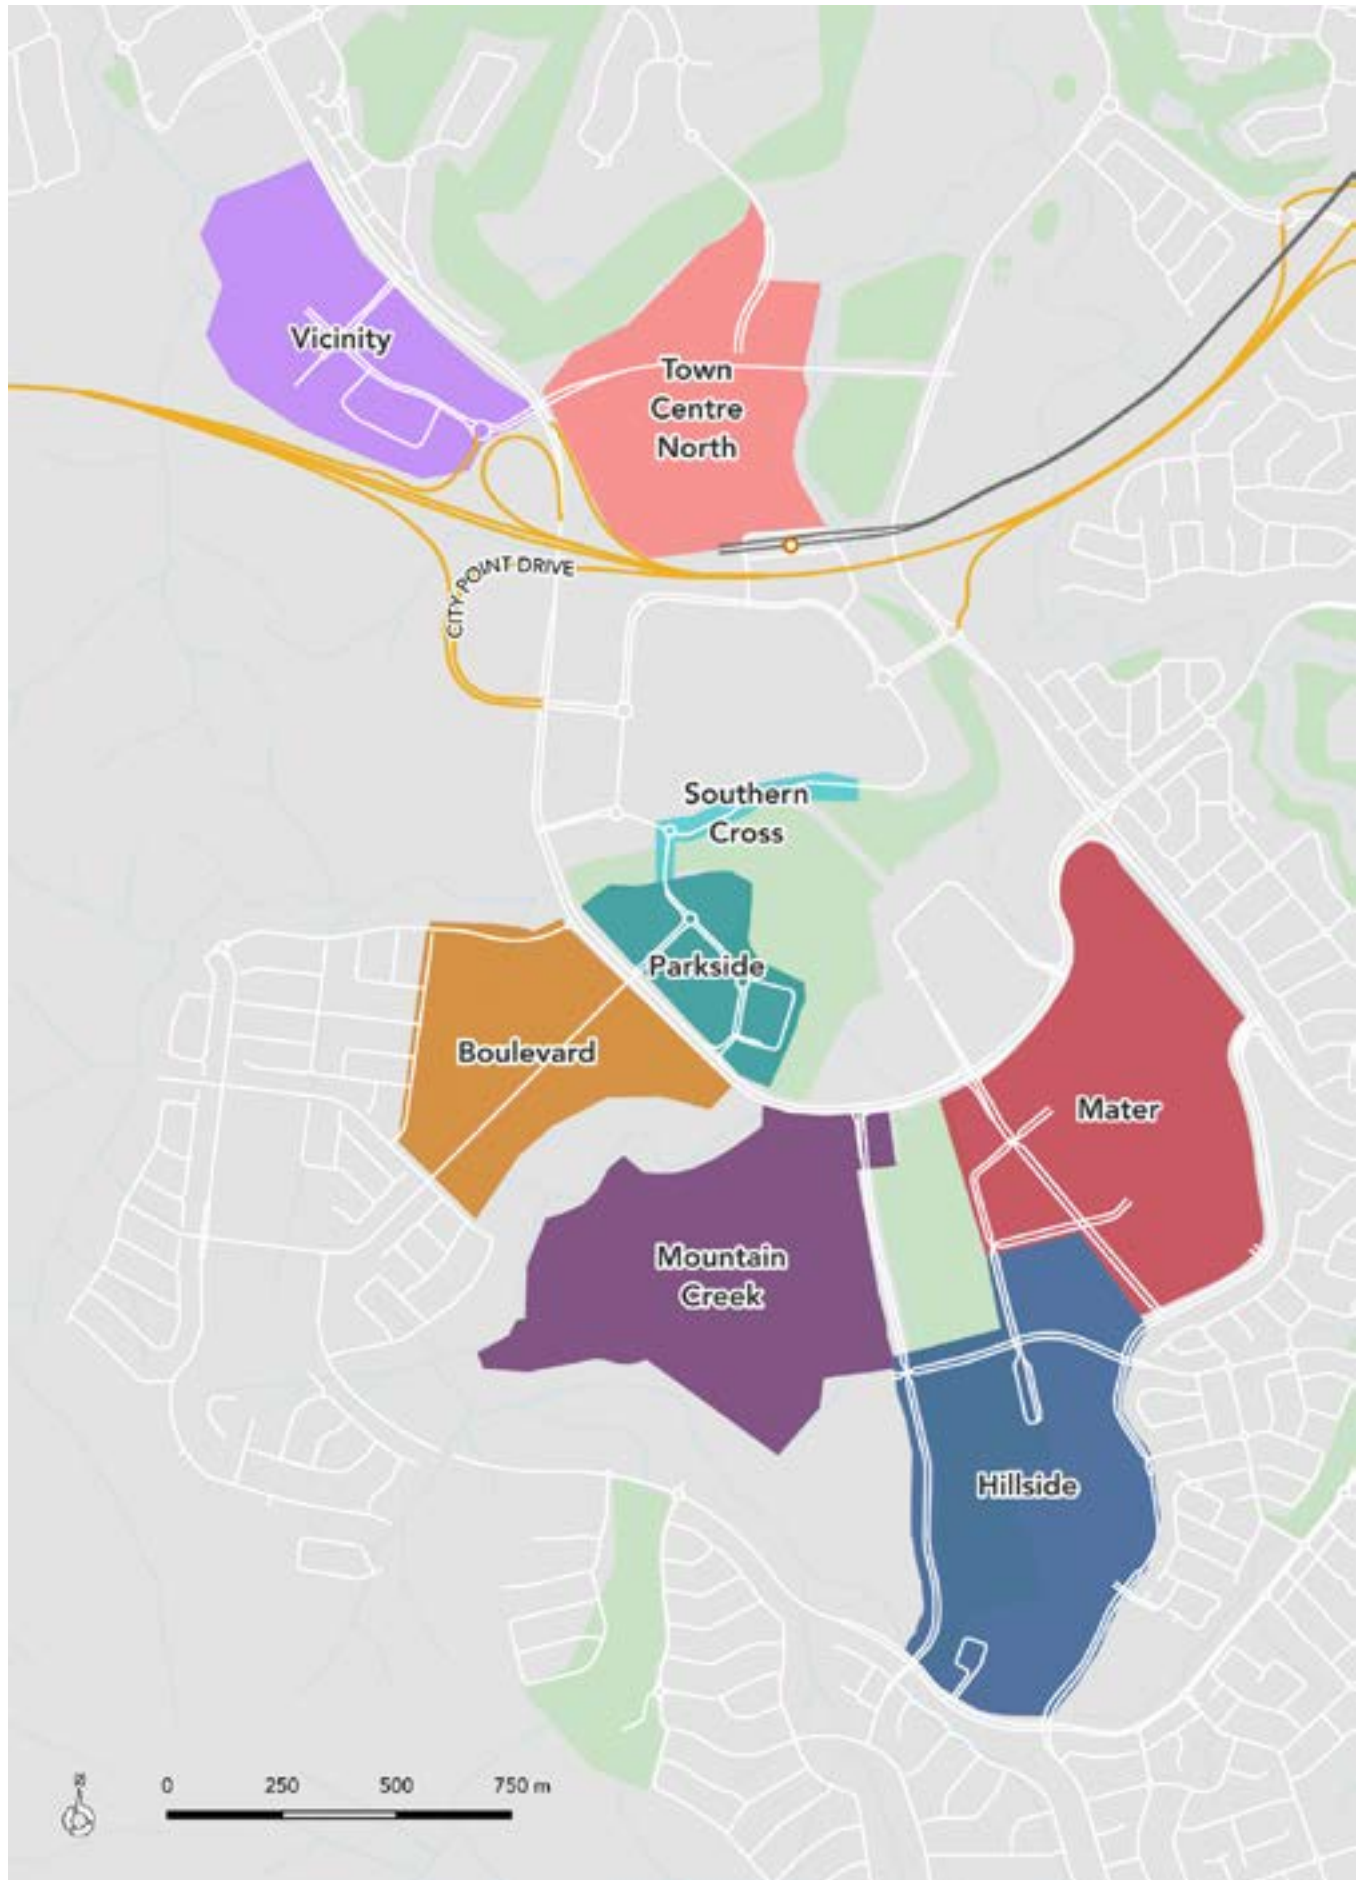 Vicinity
Town
Centre
North
CITY POINT DRIVE
Southern
Cross
Parkside
Boulevard
Mater
Mountain
Creek
Hillside
N
0 250 500 750 m